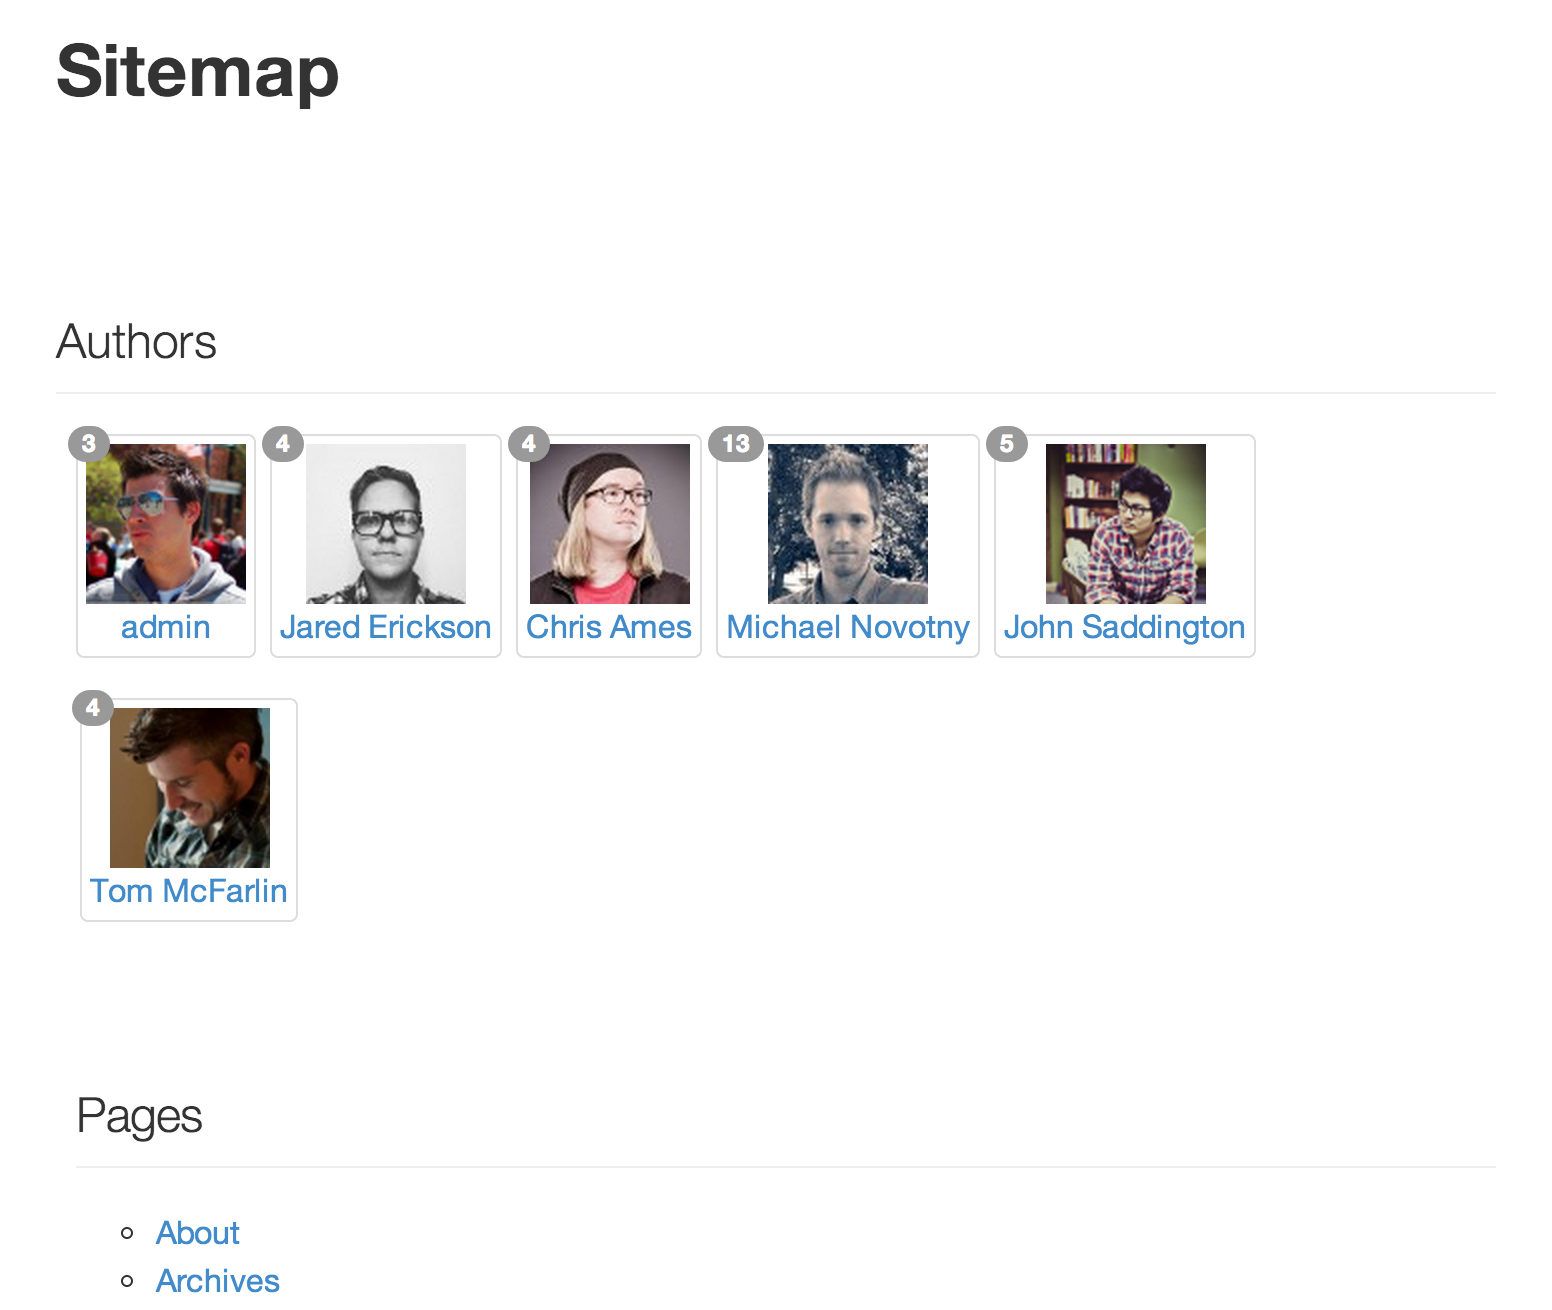 Sitemap
Authors
3 4 4 13 5
admin Jared Erickson Chris Ames Michael Novotny John Saddington
4
Tom McFarlin
Pages
About
Archives